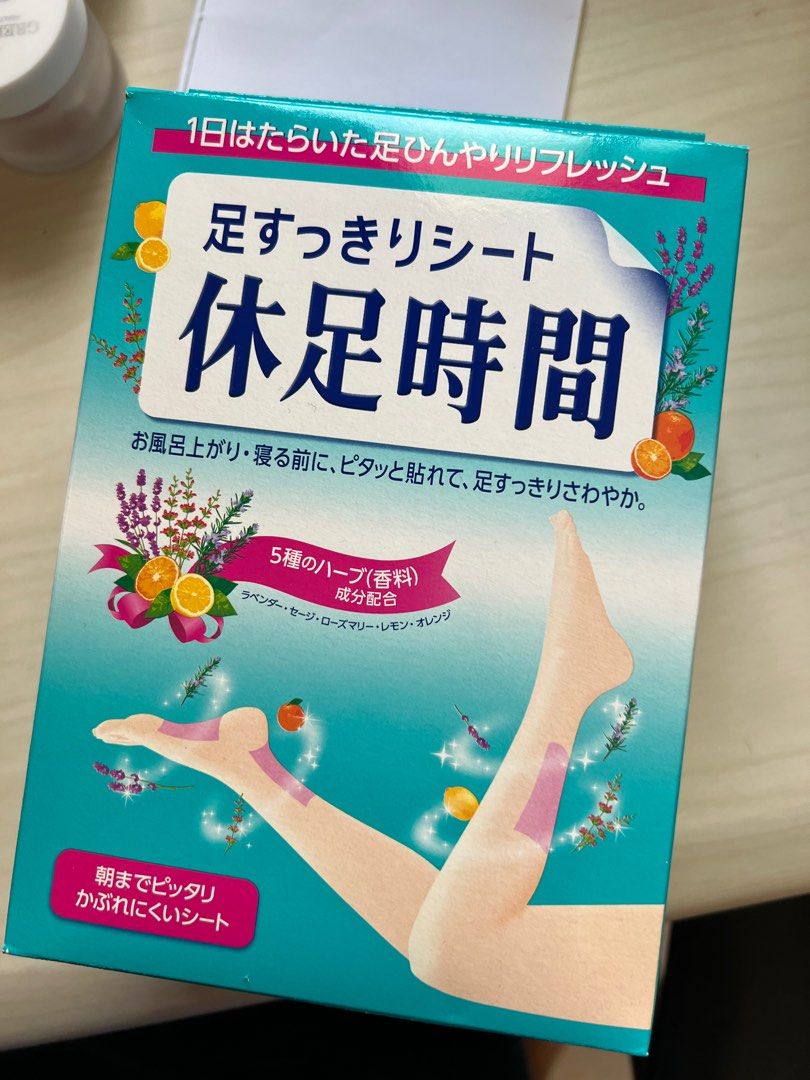 1日はたらいた足ひんやりリフレッシュ
足すっきりシート
休足時間
お風呂上がり・寝る前に、ピタッと貼れて、足すっきりさわやか。
5種のハーブ(香料)
成分配合
ラベンダー・セージ・ローズマリー・レモン・オレンジ
朝までピッタリ
かぶれにくいシート